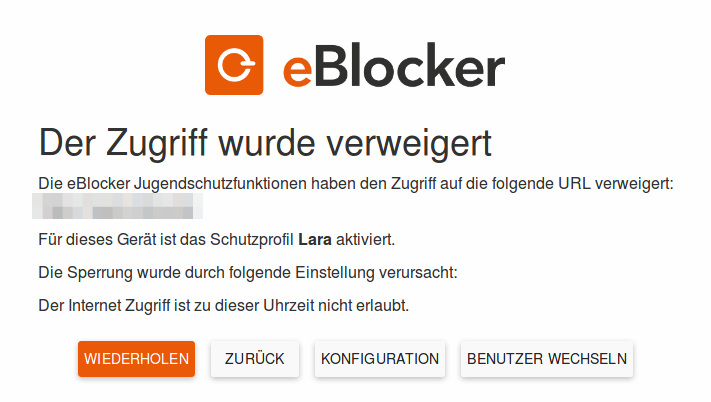 eBlocker
Der Zugriff wurde verweigert
Die eBlocker Jugendschutzfunktionen haben den Zugriff auf die folgende URL verweigert:
Für dieses Gerät ist das Schutzprofil Lara aktiviert.
Die Sperrung wurde durch folgende Einstellung verursacht:
Der Internet Zugriff ist zu dieser Uhrzeit nicht erlaubt.
WIEDERHOLEN ZURÜCK KONFIGURATION BENUTZER WECHSELN